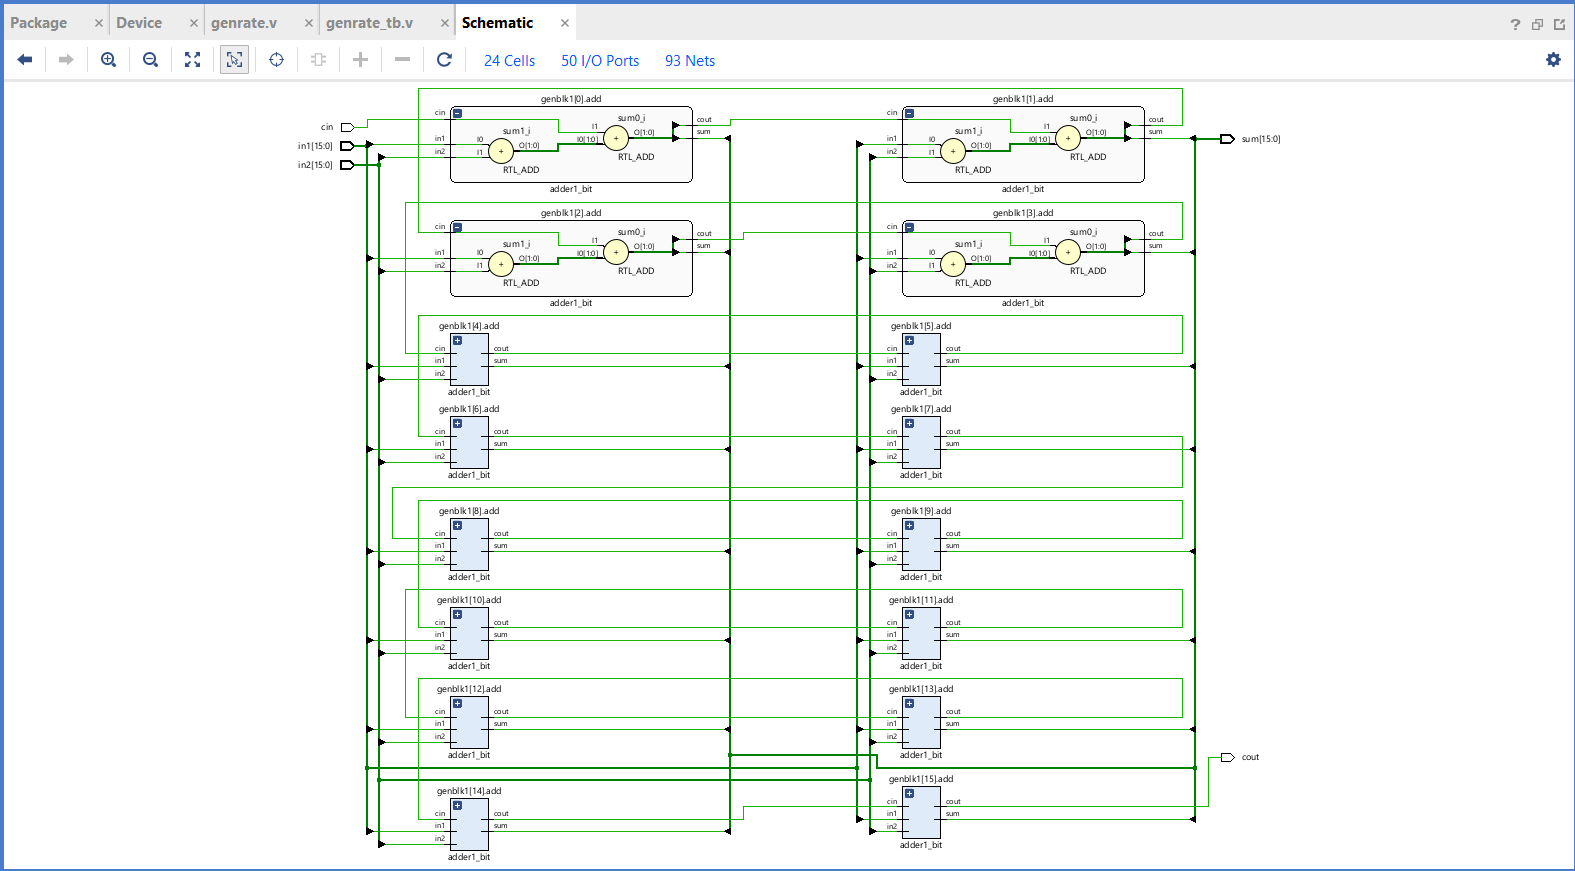 Package × Device × genrate.v × genrate_tb.v × Schematic ×
24 Cells 50 I/O Ports 93 Nets
genblk1[0].add genblk1[1].add
cin
in1[15:0]
in2[15:0]
cin in1 in2 sum1_i I0 I1 + O[1:0] RTL_ADD sum0_i I1 I0[1:0] + O[1:0] RTL_ADD cout sum
adder1_bit
cin in1 in2 sum1_i I0 I1 + O[1:0] RTL_ADD sum0_i I1 I0[1:0] + O[1:0] RTL_ADD cout sum
adder1_bit
sum[15:0]
genblk1[2].add genblk1[3].add
cin in1 in2 sum1_i I0 I1 + O[1:0] RTL_ADD sum0_i I1 I0[1:0] + O[1:0] RTL_ADD cout sum
adder1_bit
cin in1 in2 sum1_i I0 I1 + O[1:0] RTL_ADD sum0_i I1 I0[1:0] + O[1:0] RTL_ADD cout sum
adder1_bit
genblk1[4].add genblk1[5].add
cin cout cin cout
in1 sum in1 sum
in2 in2
adder1_bit adder1_bit
genblk1[6].add genblk1[7].add
cin cout cin cout
in1 sum in1 sum
in2 in2
adder1_bit adder1_bit
genblk1[8].add genblk1[9].add
cin cout cin cout
in1 sum in1 sum
in2 in2
adder1_bit adder1_bit
genblk1[10].add genblk1[11].add
cin cout cin cout
in1 sum in1 sum
in2 in2
adder1_bit adder1_bit
genblk1[12].add genblk1[13].add
cin cout cin cout
in1 sum in1 sum
in2 in2
adder1_bit adder1_bit
cout
genblk1[14].add genblk1[15].add
cin cout cin cout
in1 sum in1 sum
in2 in2
adder1_bit adder1_bit